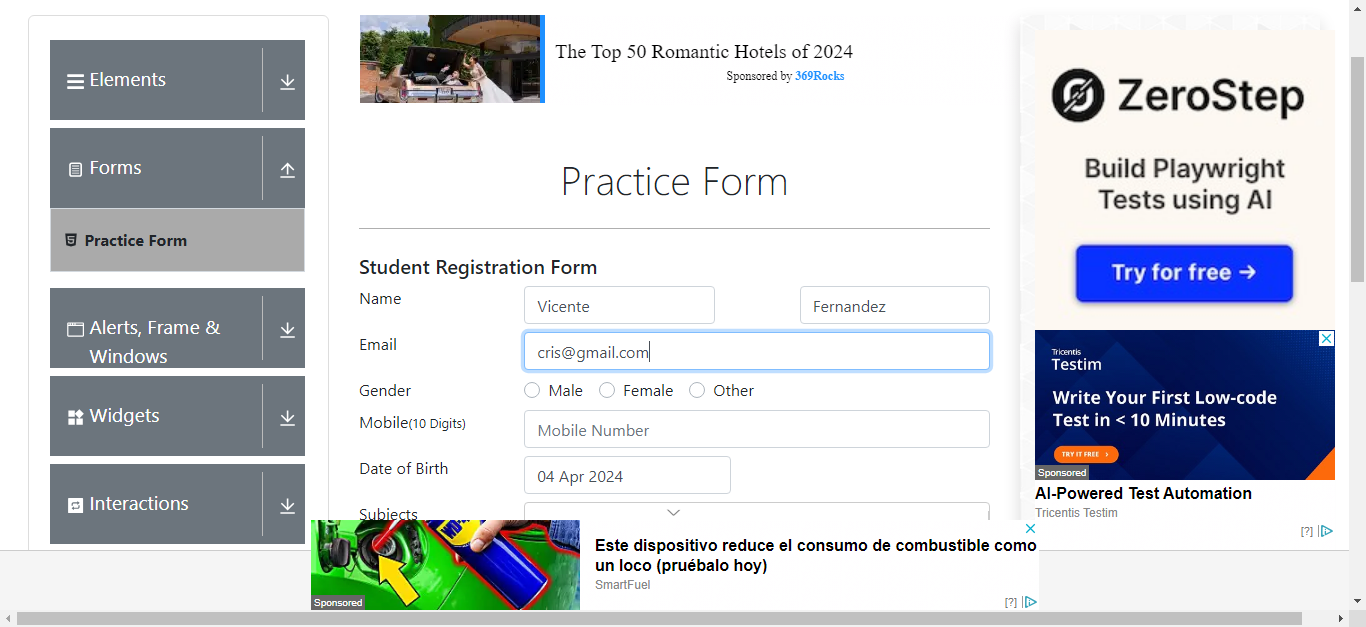 Elements
Forms
Practice Form
Alerts, Frame &
Windows
Widgets
Interactions
The Top 50 Romantic Hotels of 2024
Sponsored by 369Rocks
Practice Form
Student Registration Form
Name
Vicente
Fernandez
Email
cris@gmail.com
Gender
Male
Female
Other
Mobile(10 Digits)
Mobile Number
Date of Birth
04 Apr 2024
Subjects
ZeroStep
Build Playwright
Tests using AI
Try for free →
Tricentis
Testim
Write Your First Low-code
Test in < 10 Minutes
TRY IT FREE >
Sponsored
AI-Powered Test Automation
Tricentis Testim
[?]
Este dispositivo reduce el consumo de combustible como
un loco (pruébalo hoy)
SmartFuel
Sponsored
[?]